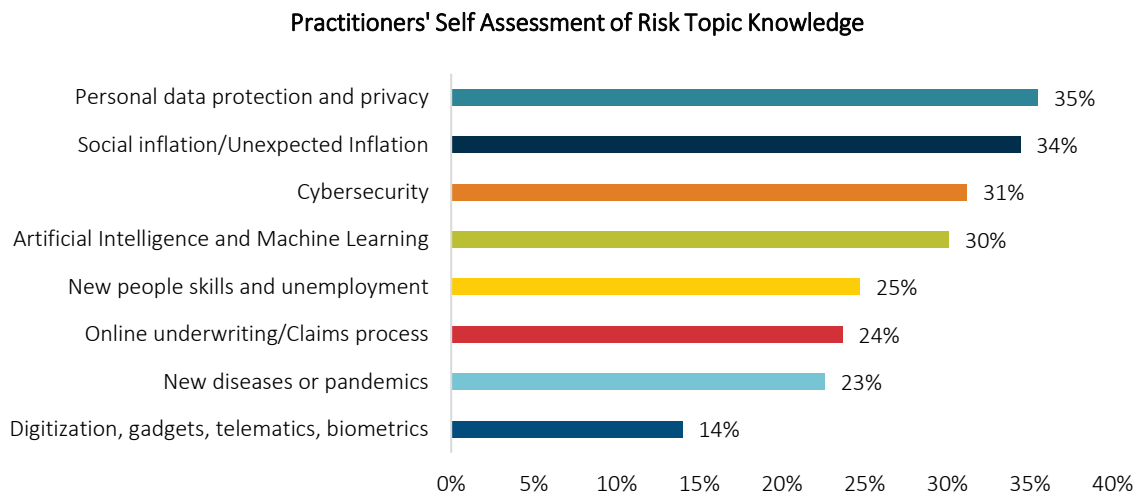 Practitioners' Self Assessment of Risk Topic Knowledge
Personal data protection and privacy 35%
Social inflation/Unexpected Inflation 34%
Cybersecurity 31%
Artificial Intelligence and Machine Learning 30%
New people skills and unemployment 25%
Online underwriting/Claims process 24%
New diseases or pandemics 23%
Digitization, gadgets, telematics, biometrics 14%
0% 5% 10% 15% 20% 25% 30% 35% 40%